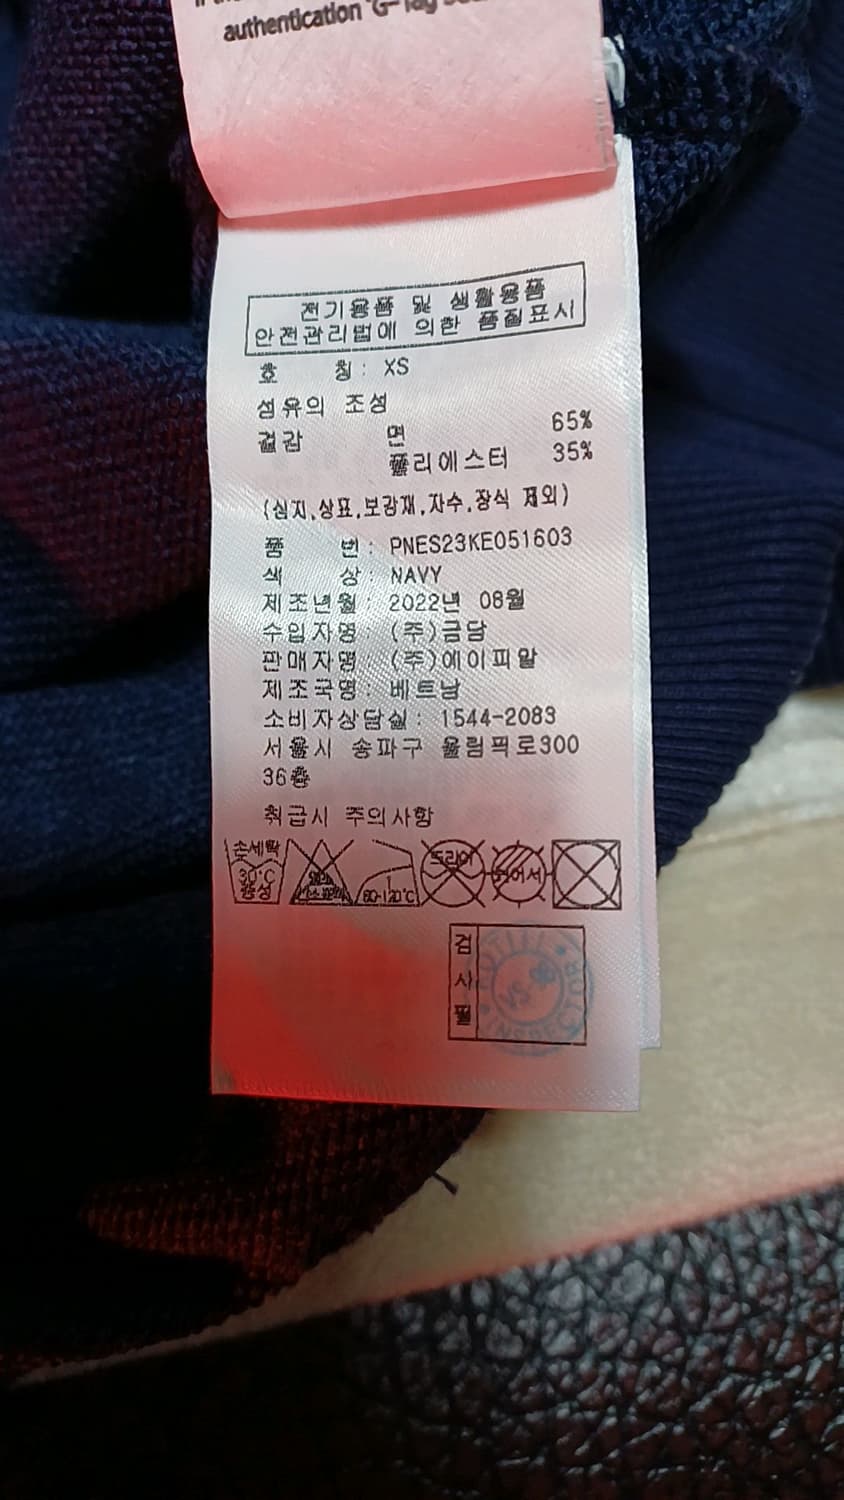 authentication "G-Tag
전기용품 및 생활용품
안전관리법에 의한 품질표시
호 칭: XS
섬유의 조성
겉감 면 65%
폴리에스터 35%
(심지,상표,보강재,자수,장식 제외)
품 번: PNES23KE051603
색 상: NAVY
제조년월: 2022년 08월
수입자명: (주)금담
판매자명: (주)에이피알
제조국명: 베트남
소비자상담실: 1544-2083
서울시 송파구 올림픽로300
36층
취급시 주의사항
손세탁
30°C
중성
80-120°C
드라이
검사필
INSPECTOR